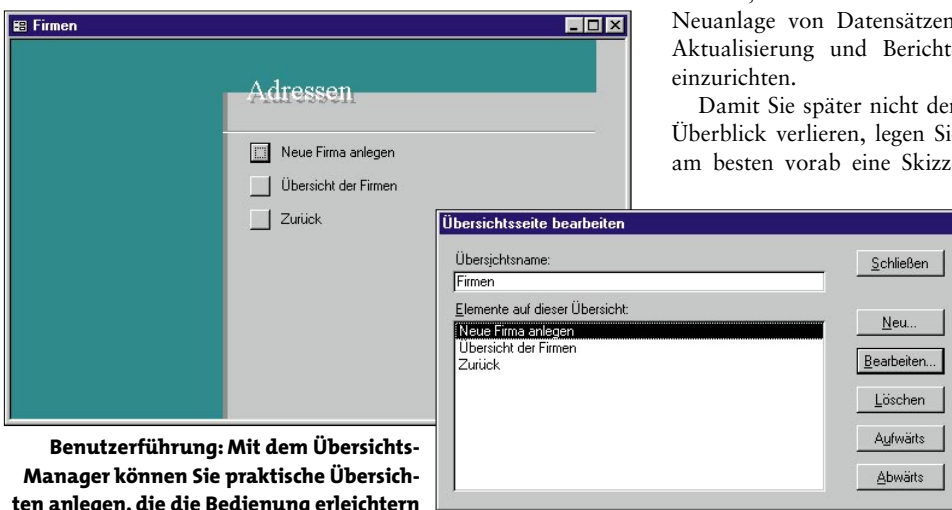 Firmen
Adressen
Neue Firma anlegen
Übersicht der Firmen
Zurück
Neuanlage von Datensätzen
Aktualisierung und Bericht
einzurichten.
Damit Sie später nicht der
Überblick verlieren, legen Si
am besten vorab eine Skizz
Übersichtsseite bearbeiten
Übersichtsname:
Firmen
Schließen
Elemente auf dieser Übersicht:
Neue Firma anlegen
Übersicht der Firmen
Zurück
Neu...
Bearbeiten...
Löschen
Aufwärts
Abwärts
Benutzerführung: Mit dem Übersichts-
Manager können Sie praktische Übersich-
ten anlegen, die die Bedienung erleichtern